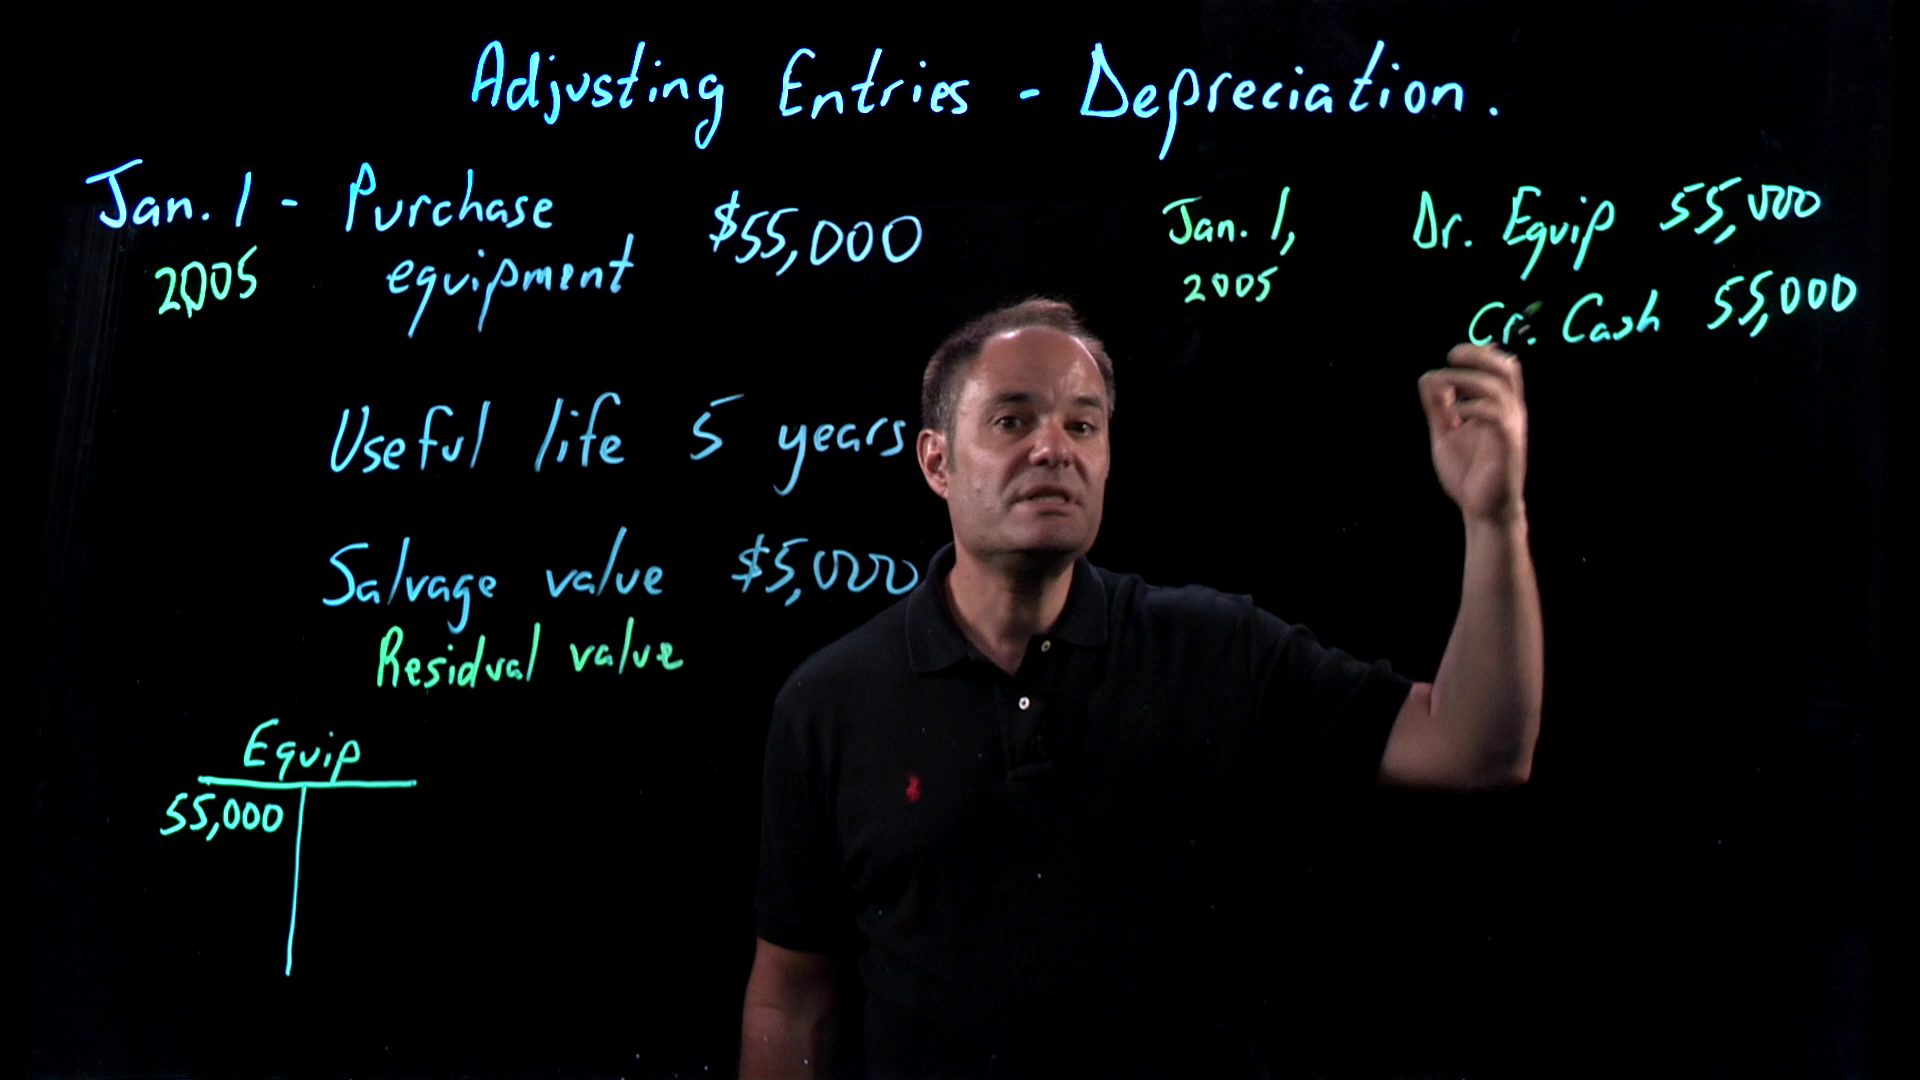 Adjusting Entries - Depreciation.
Jan. 1 - Purchase equipment $55,000
2005
Useful life 5 years
Salvage value $5,000
Residual value
Equip
55,000
Jan. 1, 2005
Dr. Equip 55,000
Cr. Cash 55,000